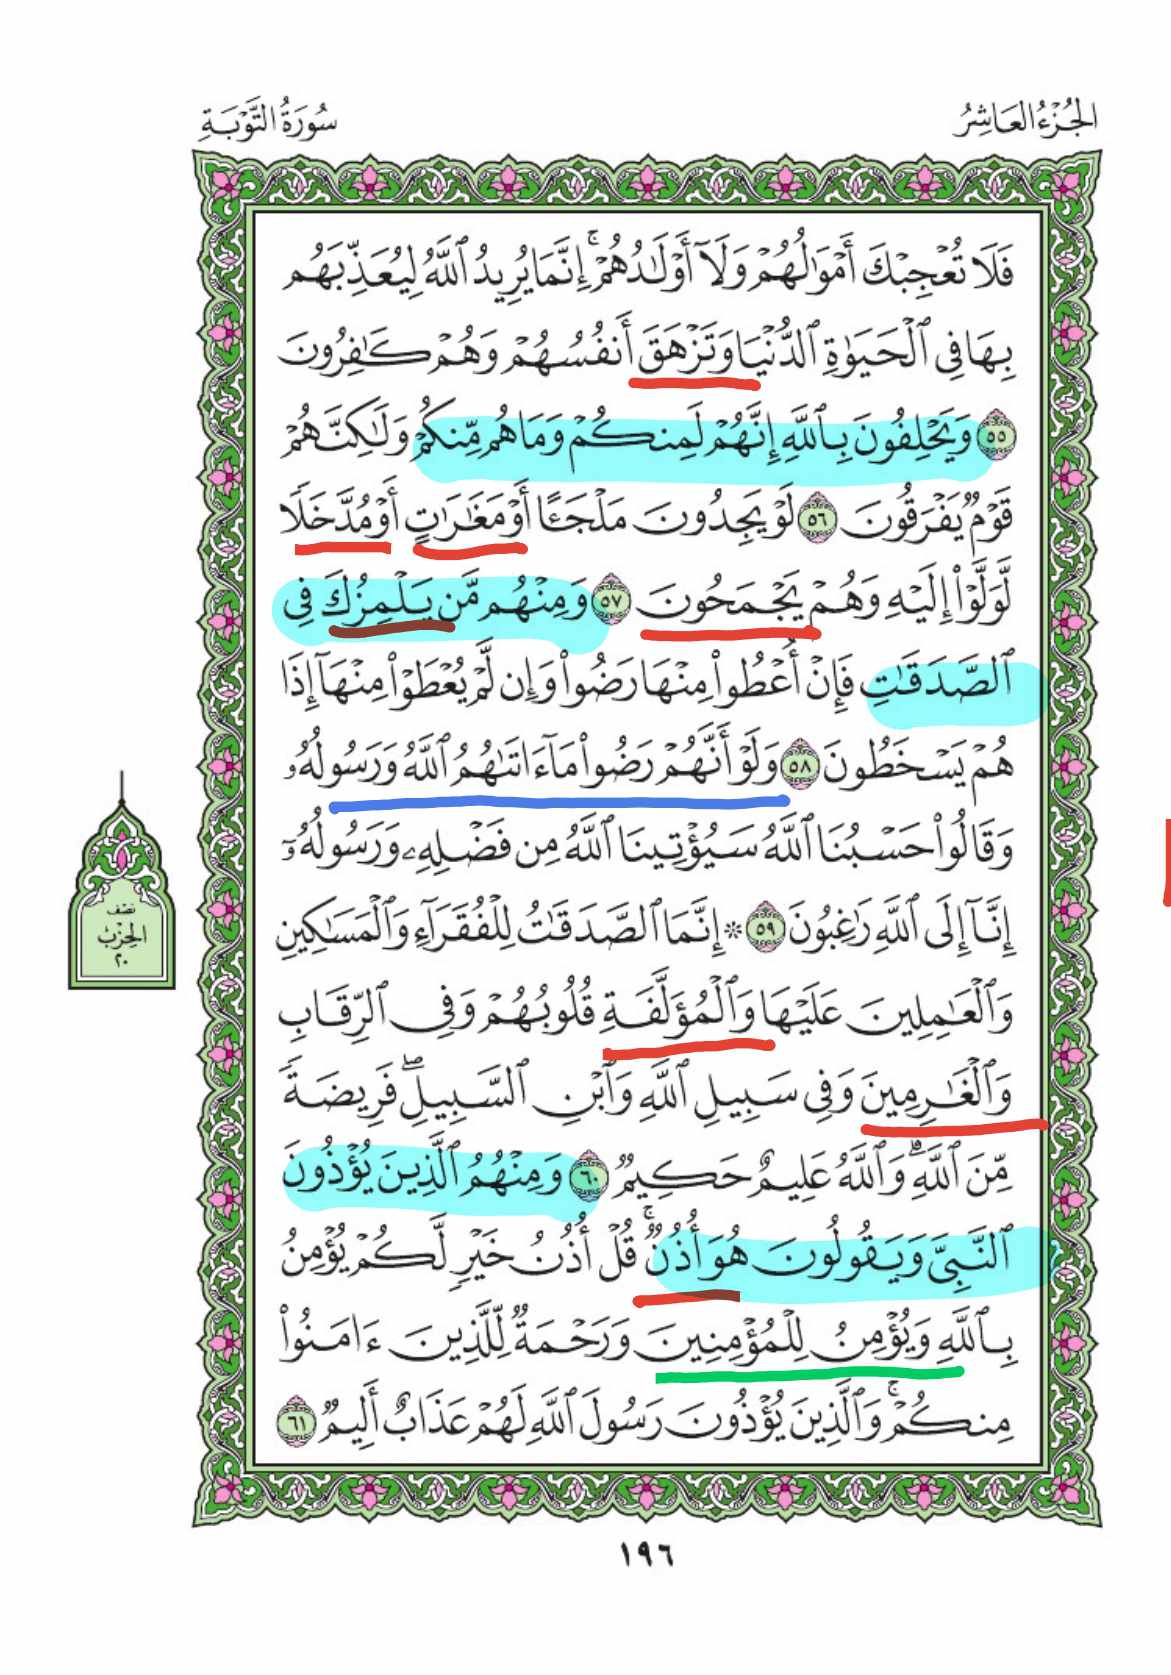 الجُزْءُ العَاشِرُ
سُورَةُ التَّوْبَةِ
فَلَا تُعْجِبْكَ أَمْوَٰلُهُمْ وَلَآ أَوْلَٰدُهُمْ ۚ إِنَّمَا يُرِيدُ ٱللَّهُ لِيُعَذِّبَهُم
بِهَا فِى ٱلْحَيَوٰةِ ٱلدُّنْيَا وَتَزْهَقَ أَنفُسُهُمْ وَهُمْ كَٰفِرُونَ
٥٥ وَيَحْلِفُونَ بِٱللَّهِ إِنَّهُمْ لَمِنكُمْ وَمَا هُم مِّنكُمْ وَلَٰكِنَّهُمْ
قَوْمٌ يَفْرَقُونَ ٥٦ لَوْ يَجِدُونَ مَلْجَـًٔا أَوْ مَغَٰرَٰتٍ أَوْ مُدَّخَلًا
لَّوَلَّوْا۟ إِلَيْهِ وَهُمْ يَجْمَحُونَ ٥٧ وَمِنْهُم مَّن يَلْمِزُكَ فِى
ٱلصَّدَقَٰتِ فَإِنْ أُعْطُوا۟ مِنْهَا رَضُوا۟ وَإِن لَّمْ يُعْطَوْا۟ مِنْهَآ إِذَا
هُمْ يَسْخَطُونَ ٥٨ وَلَوْ أَنَّهُمْ رَضُوا۟ مَآ ءَاتَىٰهُمُ ٱللَّهُ وَرَسُولُهُۥ
وَقَالُوا۟ حَسْبُنَا ٱللَّهُ سَيُؤْتِينَا ٱللَّهُ مِن فَضْلِهِۦ وَرَسُولُهُۥٓ
إِنَّآ إِلَى ٱللَّهِ رَٰغِبُونَ ٥٩ * إِنَّمَا ٱلصَّدَقَٰتُ لِلْفُقَرَآءِ وَٱلْمَسَٰكِينِ
وَٱلْعَٰمِلِينَ عَلَيْهَا وَٱلْمُؤَلَّفَةِ قُلُوبُهُمْ وَفِى ٱلرِّقَابِ
وَٱلْغَٰرِمِينَ وَفِى سَبِيلِ ٱللَّهِ وَٱبْنِ ٱلسَّبِيلِ ۖ فَرِيضَةً
مِّنَ ٱللَّهِ ۗ وَٱللَّهُ عَلِيمٌ حَكِيمٌ ٦٠ وَمِنْهُمُ ٱلَّذِينَ يُؤْذُونَ
ٱلنَّبِىَّ وَيَقُولُونَ هُوَ أُذُنٌ ۚ قُلْ أُذُنُ خَيْرٍ لَّكُمْ يُؤْمِنُ
بِٱللَّهِ وَيُؤْمِنُ لِلْمُؤْمِنِينَ وَرَحْمَةٌ لِّلَّذِينَ ءَامَنُوا۟
مِنكُمْ ۚ وَٱلَّذِينَ يُؤْذُونَ رَسُولَ ٱللَّهِ لَهُمْ عَذَابٌ أَلِيمٌ ٦١
نصف
الحزب
٢٠
١٩٦